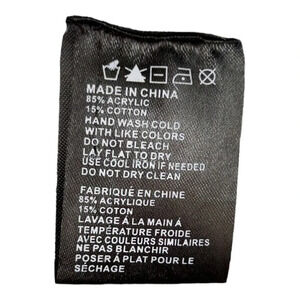 MADE IN CHINA
85% ACRYLIC
15% COTTON
HAND WASH COLD
WITH LIKE COLORS
DO NOT BLEACH
LAY FLAT TO DRY
USE COOL IRON IF NEEDED
DO NOT DRY CLEAN
FABRIQUÉ EN CHINE
85% ACRYLIQUE
15% COTON
LAVAGE À LA MAIN À
TEMPÉRATURE FROIDE
AVEC COULEURS SIMILAIRES
NE PAS BLANCHIR
POSER À PLAT POUR LE
SÉCHAGE